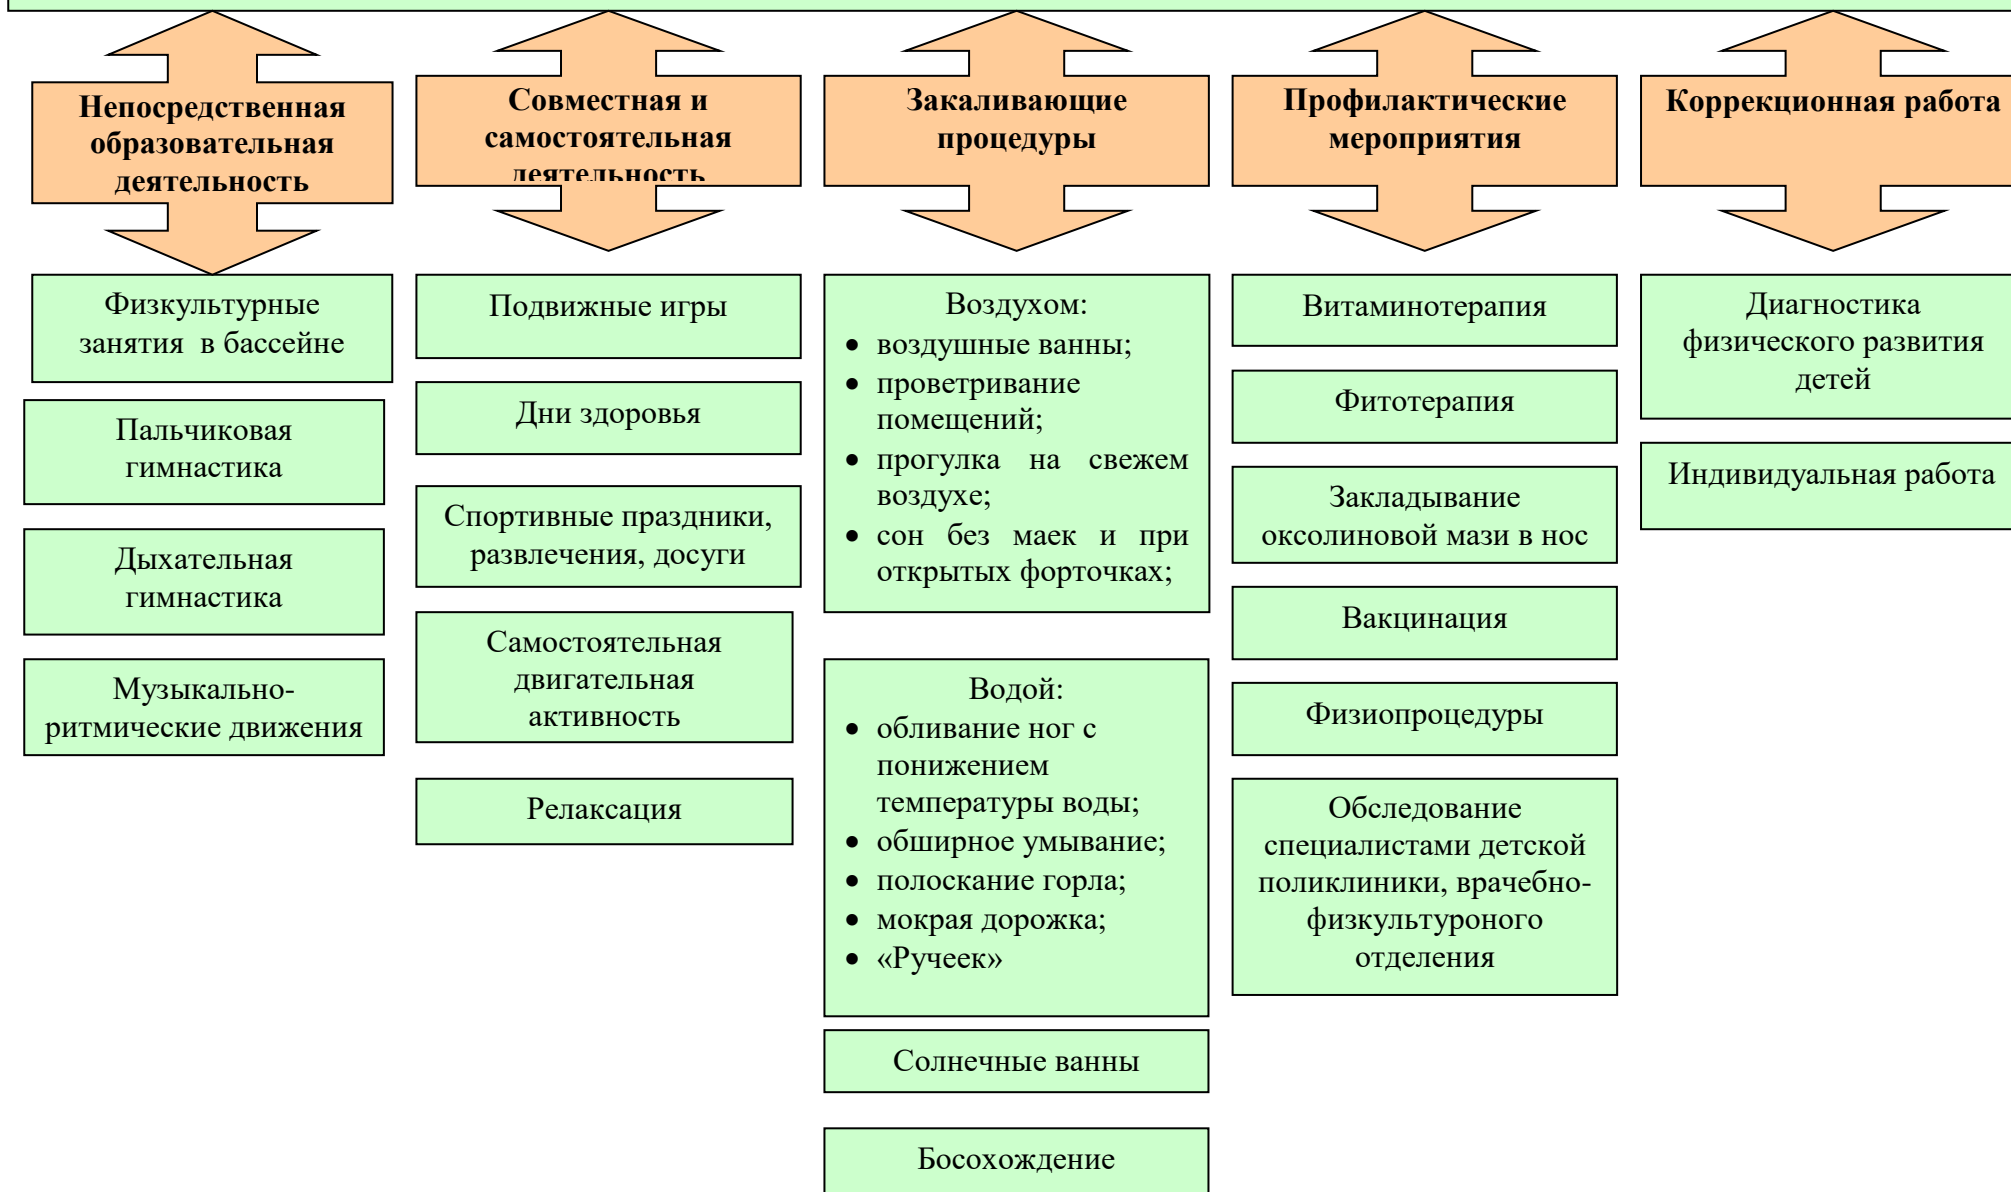 Непосредственная
образовательная
деятельность
Физкультурные
занятия в бассейне
Пальчиковая
гимнастика
Дыхательная
гимнастика
Музыкально-
ритмические движения
Совместная и
самостоятельная
деятельность
Подвижные игры
Дни здоровья
Спортивные праздники,
развлечения, досуги
Самостоятельная
двигательная
активность
Релаксация
Закаливающие
процедуры
Воздухом:
• воздушные ванны;
• проветривание
помещений;
• прогулка на свежем
воздухе;
• сон без маек и при
открытых форточках;
Водой:
• обливание ног с
понижением
температуры воды;
• обширное умывание;
• полоскание горла;
• мокрая дорожка;
• «Ручеек»
Солнечные ванны
Босохождение
Профилактические
мероприятия
Витаминотерапия
Фитотерапия
Закладывание
оксолиновой мази в нос
Вакцинация
Физиопроцедуры
Обследование
специалистами детской
поликлиники, врачебно-
физкультуроного
отделения
Коррекционная работа
Диагностика
физического развития
детей
Индивидуальная работа